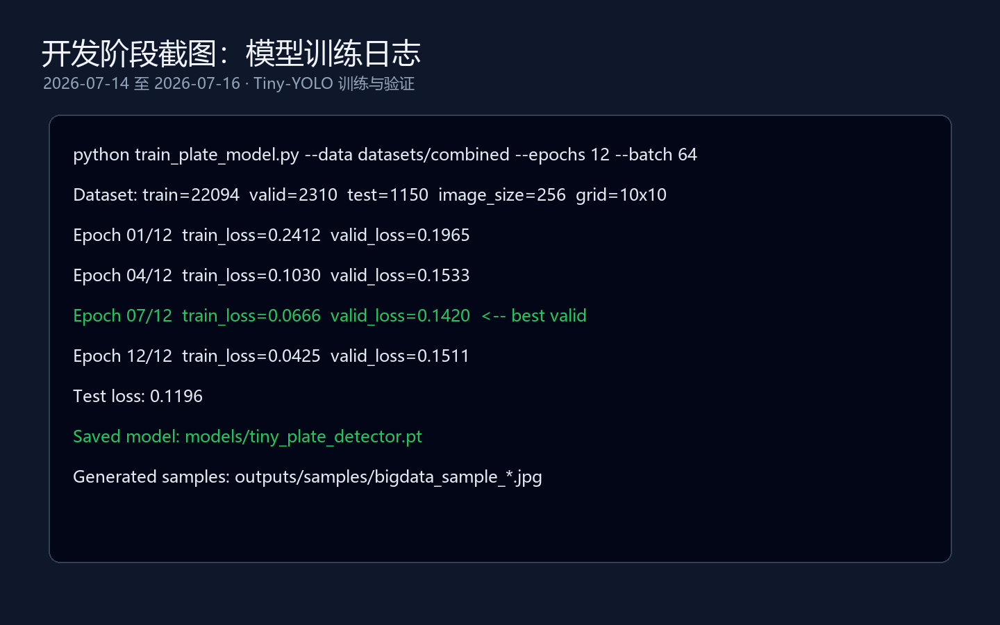 开发阶段截图：模型训练日志
2026-07-14 至 2026-07-16 · Tiny-YOLO 训练与验证
python train_plate_model.py --data datasets/combined --epochs 12 --batch 64
Dataset: train=22094  valid=2310  test=1150  image_size=256  grid=10x10
Epoch 01/12  train_loss=0.2412  valid_loss=0.1965
Epoch 04/12  train_loss=0.1030  valid_loss=0.1533
Epoch 07/12  train_loss=0.0666  valid_loss=0.1420  <-- best valid
Epoch 12/12  train_loss=0.0425  valid_loss=0.1511
Test loss: 0.1196
Saved model: models/tiny_plate_detector.pt
Generated samples: outputs/samples/bigdata_sample_*.jpg